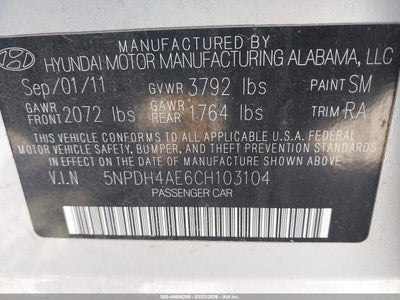 MANUFACTURED BY
HYUNDAI MOTOR MANUFACTURING ALABAMA, LLC
Sep/01/11 GVWR 3792 lbs PAINT SM
GAWR FRONT 2072 lbs GAWR REAR 1764 lbs TRIM RA
THIS VEHICLE CONFORMS TO ALL APPLICABLE U.S.A FEDERAL
MOTOR VEHICLE SAFETY, BUMPER, AND THEFT PREVENTION STANDARDS
IN EFFECT ON THE DATE OF MANUFACTURE SHOWN ABOVE.
V.I.N 5NPDH4AE6CH103104
PASSENGER CAR